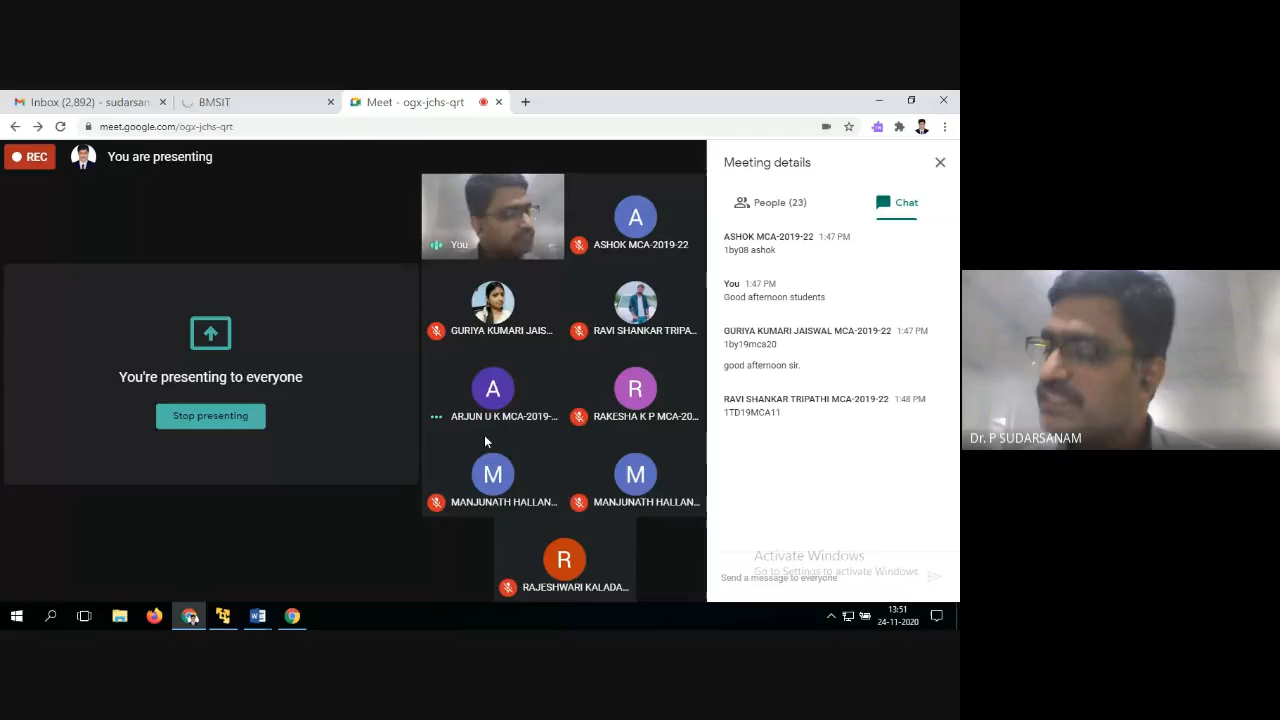 Inbox (2,892) - sudarsan.
BMSIT
Meet - ogx-jchs-qrt
meet.google.com/ogx-jchs-qrt
REC
You are presenting
You
A
ASHOK MCA-2019-22
GURIYA KUMARI JAIS...
RAVI SHANKAR TRIPA...
You're presenting to everyone
Stop presenting
A
ARJUN U K MCA-2019-...
R
RAKESHA K P MCA-20...
M
MANJUNATH HALLAN...
M
MANJUNATH HALLAN...
R
RAJESHWARI KALADA...
Meeting details
People (23)
Chat
ASHOK MCA-2019-22 1:47 PM
1by08 ashok
You 1:47 PM
Good afternoon students
GURIYA KUMARI JAISWAL MCA-2019-22 1:47 PM
1by19mca20
good afternoon sir.
RAVI SHANKAR TRIPATHI MCA-2019-22 1:48 PM
1TD19MCA11
Activate Windows
Go to Settings to activate Windows.
Send a message to everyone
13:51
24-11-2020
Dr. P SUDARSANAM